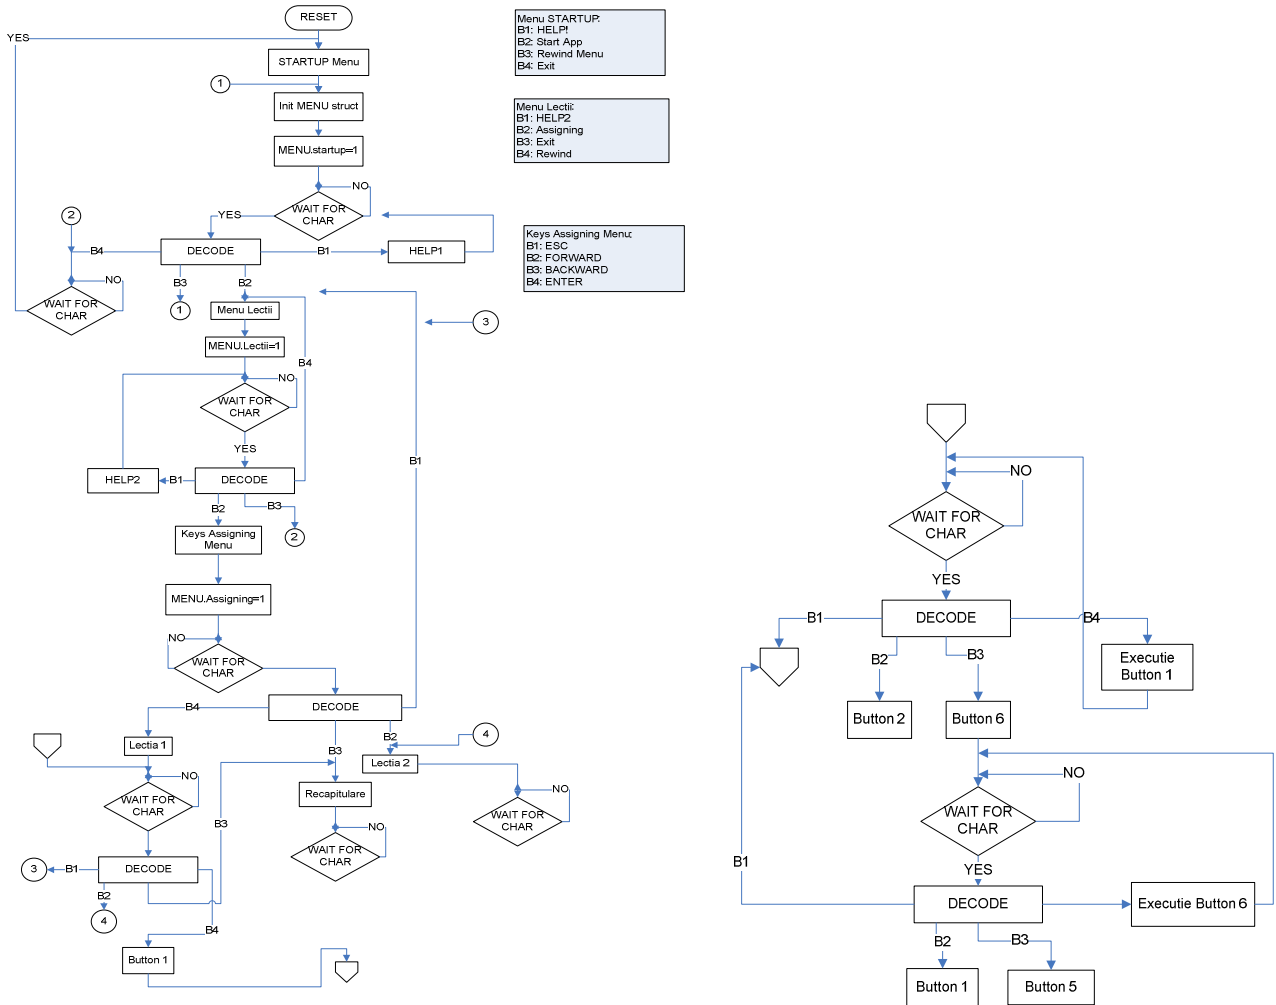 RESET
YES
STARTUP Menu
1
Init MENU struct
MENU.startup=1
NO
WAIT FOR
CHAR
YES
2
B4
DECODE
B1
HELP1
NO
WAIT FOR
CHAR
B3
1
B2
Menu Lectii
3
MENU.Lectii=1
B4
NO
WAIT FOR
CHAR
YES
B1
HELP2
B1
DECODE
B2
B3
2
Keys Assigning
Menu
MENU.Assigning=1
NO
WAIT FOR
CHAR
DECODE
B4
B3
B2
4
Lectia 1
Lectia 2
NO
WAIT FOR
CHAR
Recapitulare
NO
WAIT FOR
CHAR
NO
WAIT FOR
CHAR
B3
3
B1
DECODE
B2
4
B4
Button 1
Menu STARTUP:
B1: HELP!
B2: Start App
B3: Rewind Menu
B4: Exit
Menu Lectii:
B1: HELP2
B2: Assigning
B3: Exit
B4: Rewind
Keys Assigning Menu:
B1: ESC
B2: FORWARD
B3: BACKWARD
B4: ENTER
NO
WAIT FOR
CHAR
YES
B1
DECODE
B4
B2
B3
Executie
Button 1
Button 2
Button 6
NO
WAIT FOR
CHAR
B1
YES
DECODE
Executie Button 6
B2
B3
Button 1
Button 5